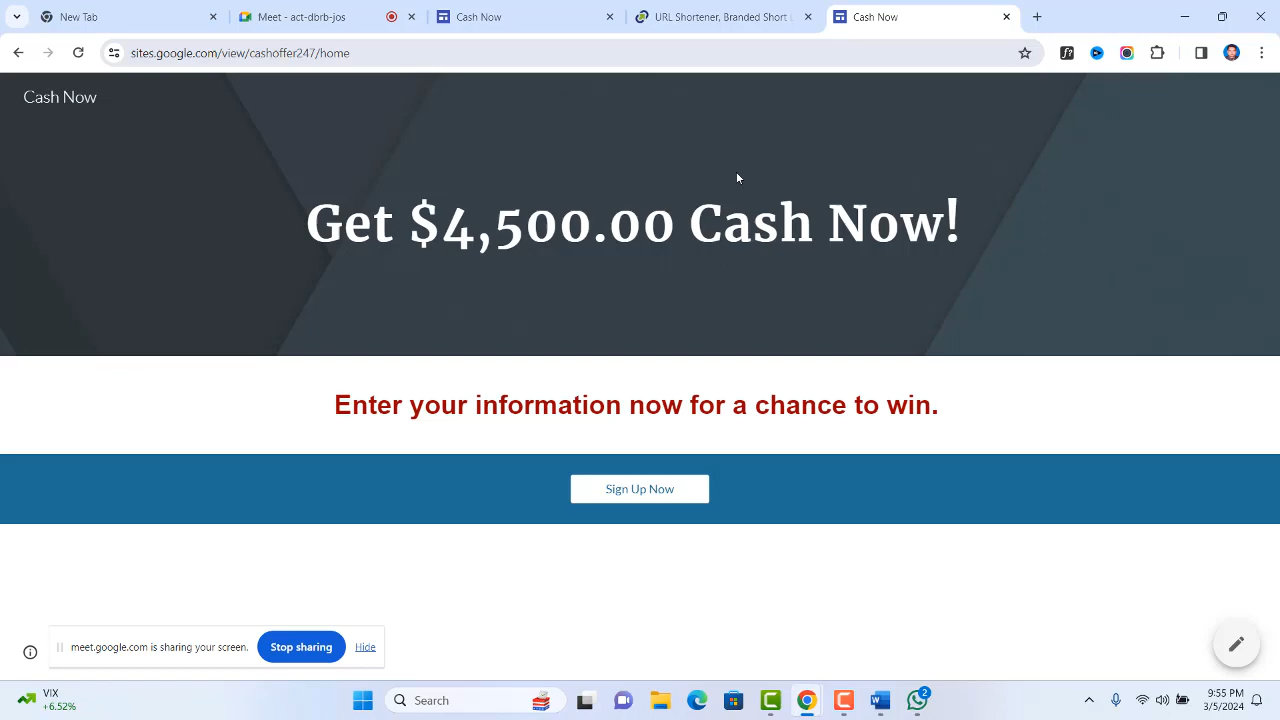 New Tab
Meet - act-dbrb-jos
Cash Now
URL Shortener, Branded Short L
Cash Now
sites.google.com/view/cashoffer247/home
Cash Now
Get $4,500.00 Cash Now!
Enter your information now for a chance to win.
Sign Up Now
meet.google.com is sharing your screen.
Stop sharing
Hide
VIX
+6.52%
Search
2
9:55 PM
3/5/2024